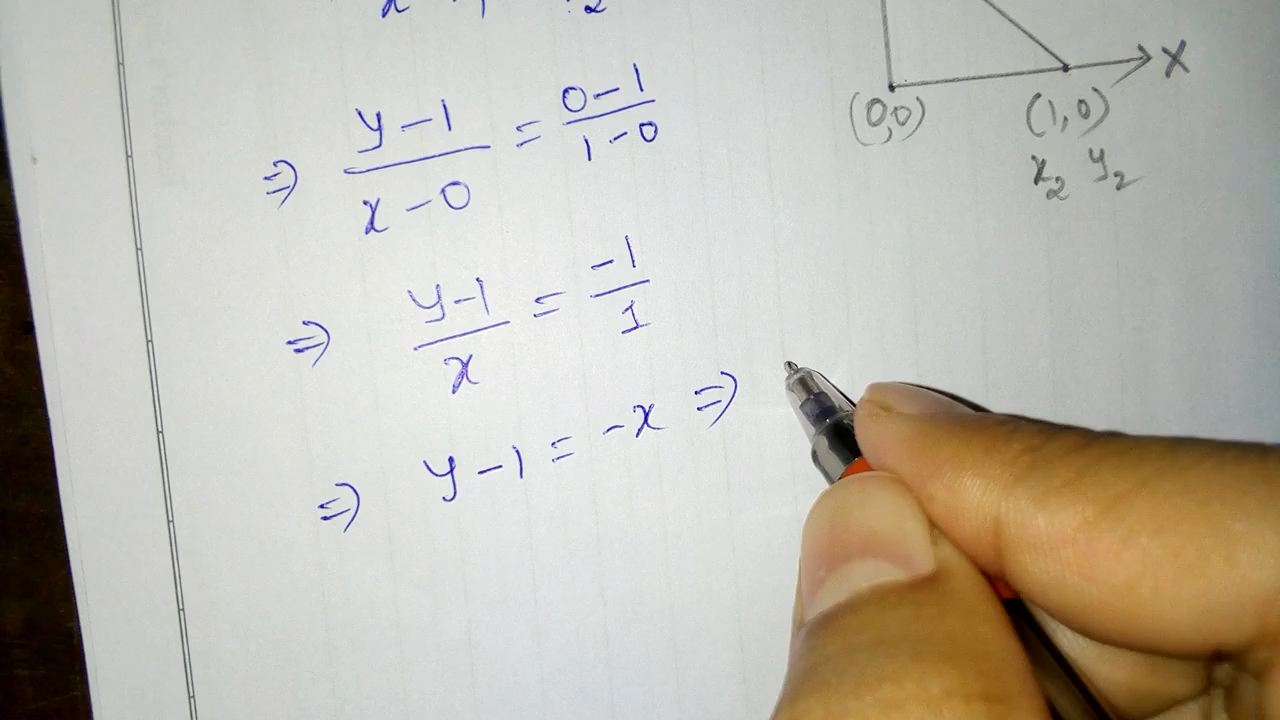 X
(0,0) (1,0)
x₂ y₂
⇒ y-1/x-0 = 0-1/1-0
⇒ y-1/x = -1/1
⇒ y-1 = -x ⇒